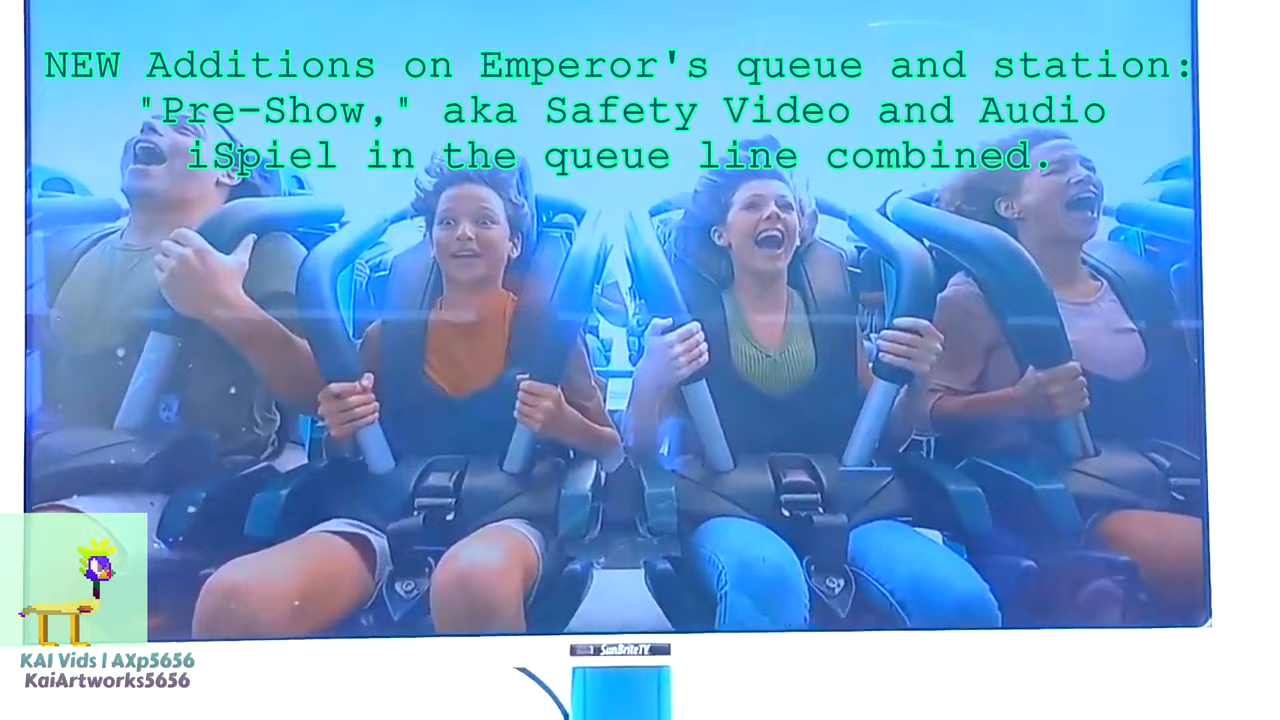 NEW Additions on Emperor's queue and station:
"Pre-Show," aka Safety Video and Audio
iSpiel in the queue line combined.
SunBriteTV
KAI Vids | AXp5656
KaiArtworks5656